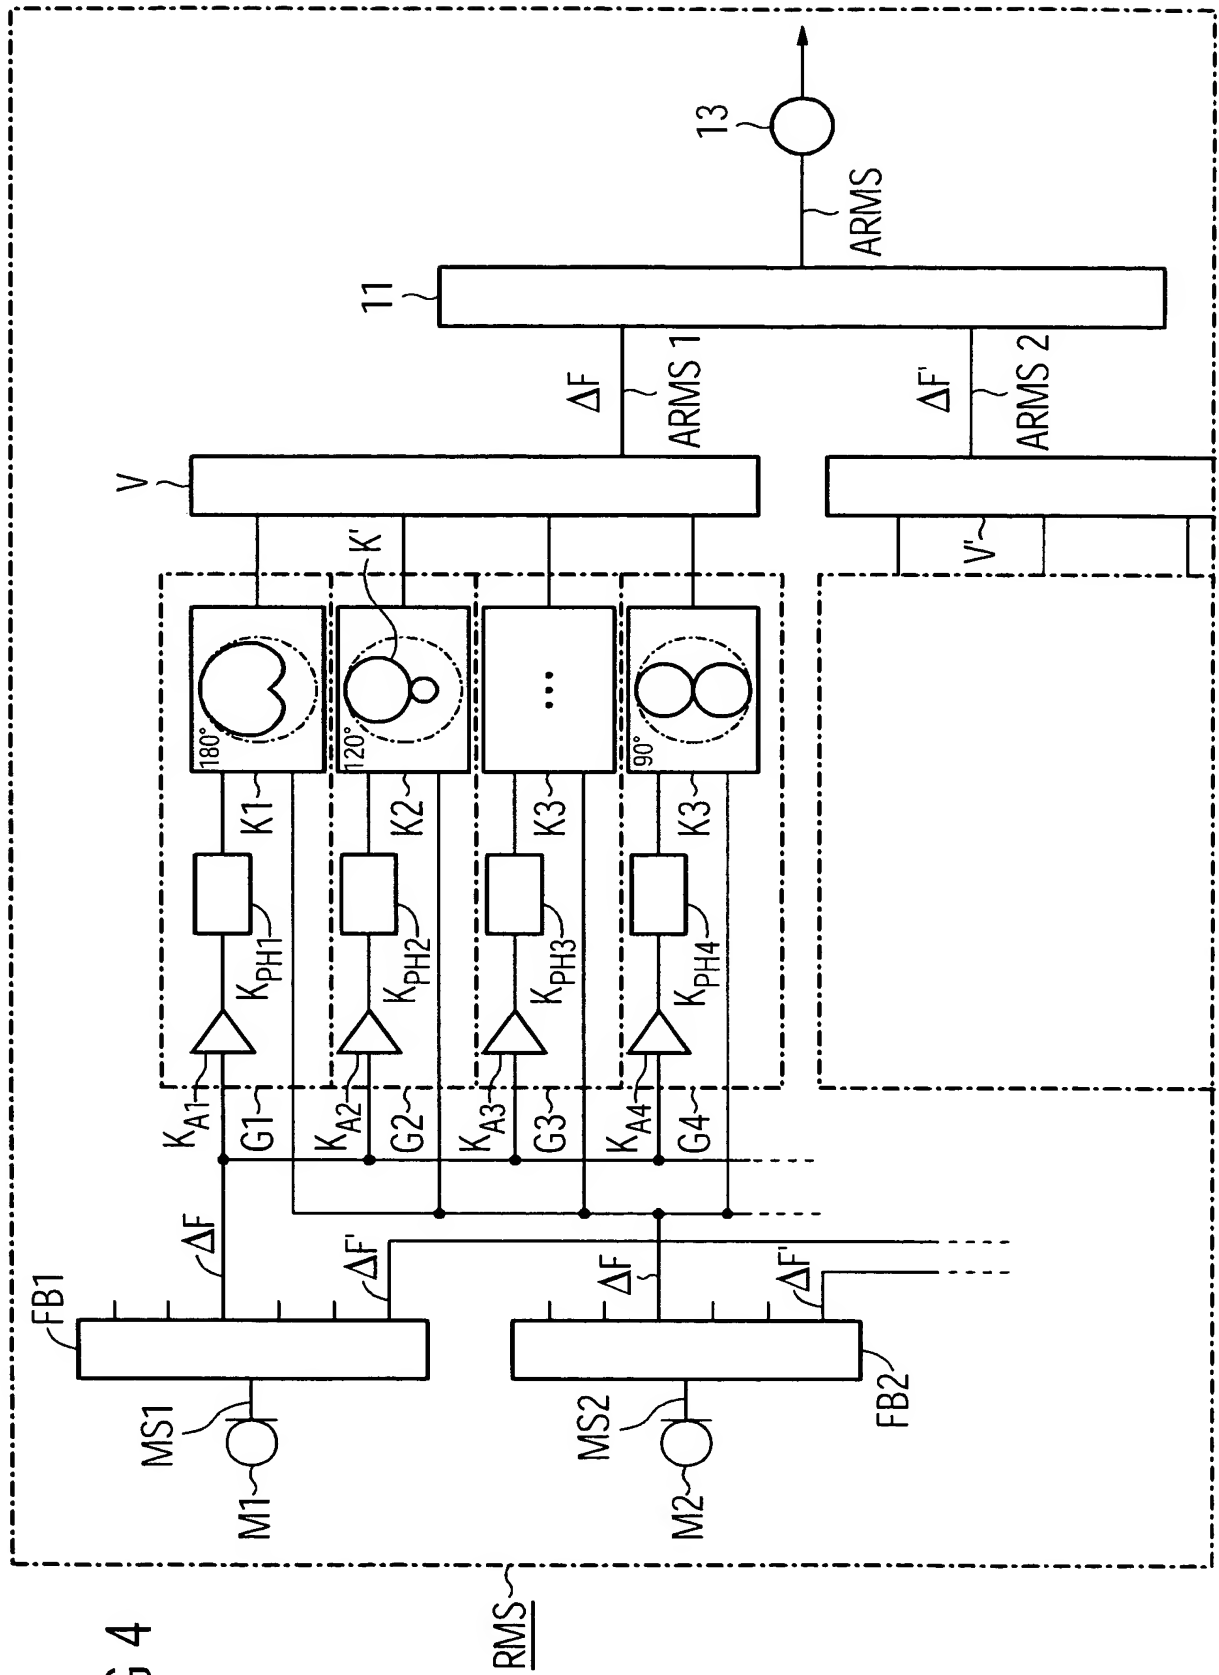 G 4
RMS
M1
MS1
FB1
ΔF
ΔF'
M2
MS2
FB2
ΔF
ΔF'
KA1
G1
KPH1
K1
180°
KA2
G2
KPH2
K2
120°
K'
KA3
G3
KPH3
K3
...
KA4
G4
KPH4
K3
90°
V
V'
ΔF
ARMS 1
ΔF'
ARMS 2
11
ARMS
13